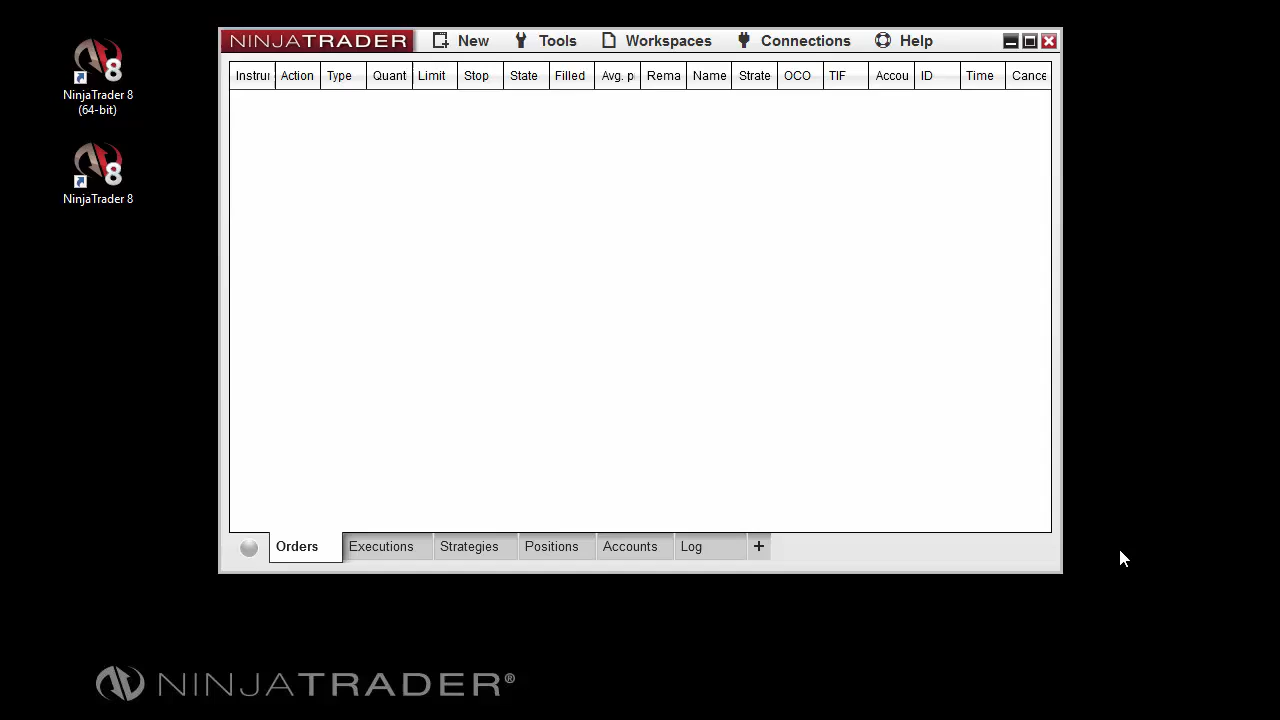 NINJATRADER New Tools Workspaces Connections Help
NinjaTrader 8
(64-bit)
NinjaTrader 8
Instrui Action Type Quant Limit Stop State Filled Avg. p Rema Name Strate OCO TIF Accou ID Time Cance
Orders Executions Strategies Positions Accounts Log +
NINJATRADER®